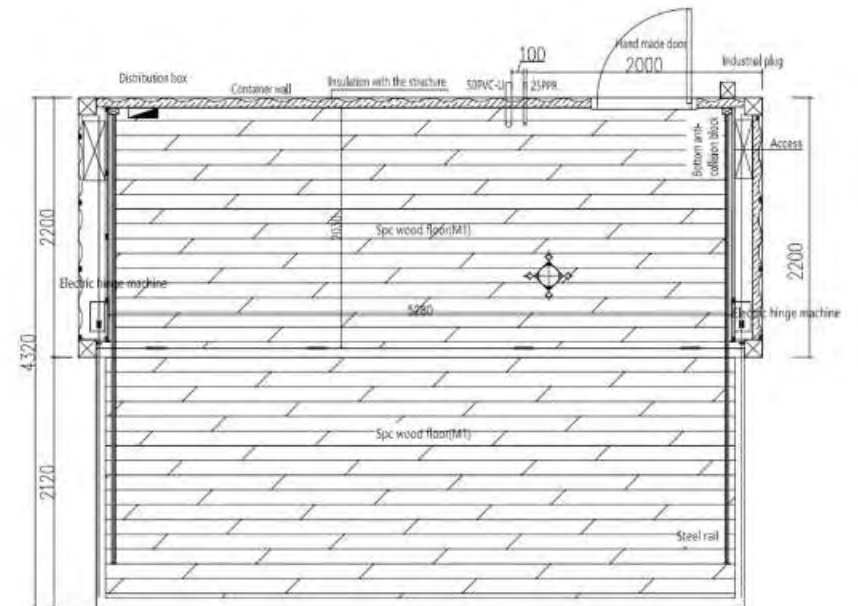 100
Hand made door
2000
Industrial plug
Distribution box
Container wall
Insulation with the structure
50PVC-U
25PPR
Bottom anti-
collision block
Access
2200
Spc wood floor(M1)
2200
Electric hinge machine
5280
Electric hinge machine
4320
Spc wood floor(M1)
2120
Steel rail